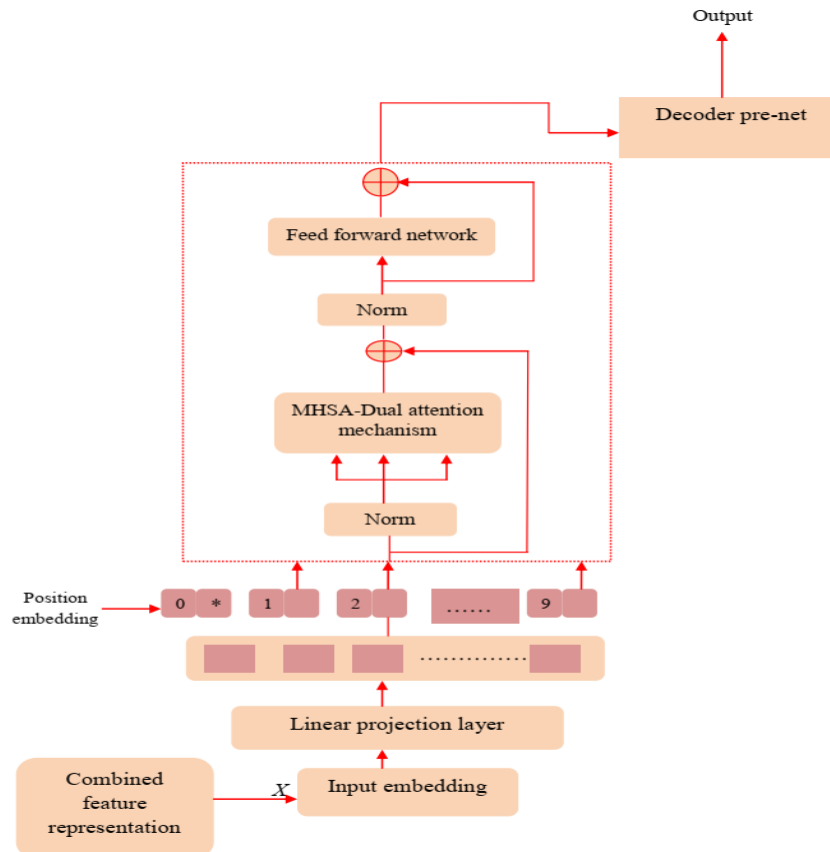 Output
Decoder pre-net
Feed forward network
Norm
MHSA-Dual attention
mechanism
Norm
Position
embedding
0 * 1 2 ...... 9
...............
Linear projection layer
Combined
feature
representation
X
Input embedding